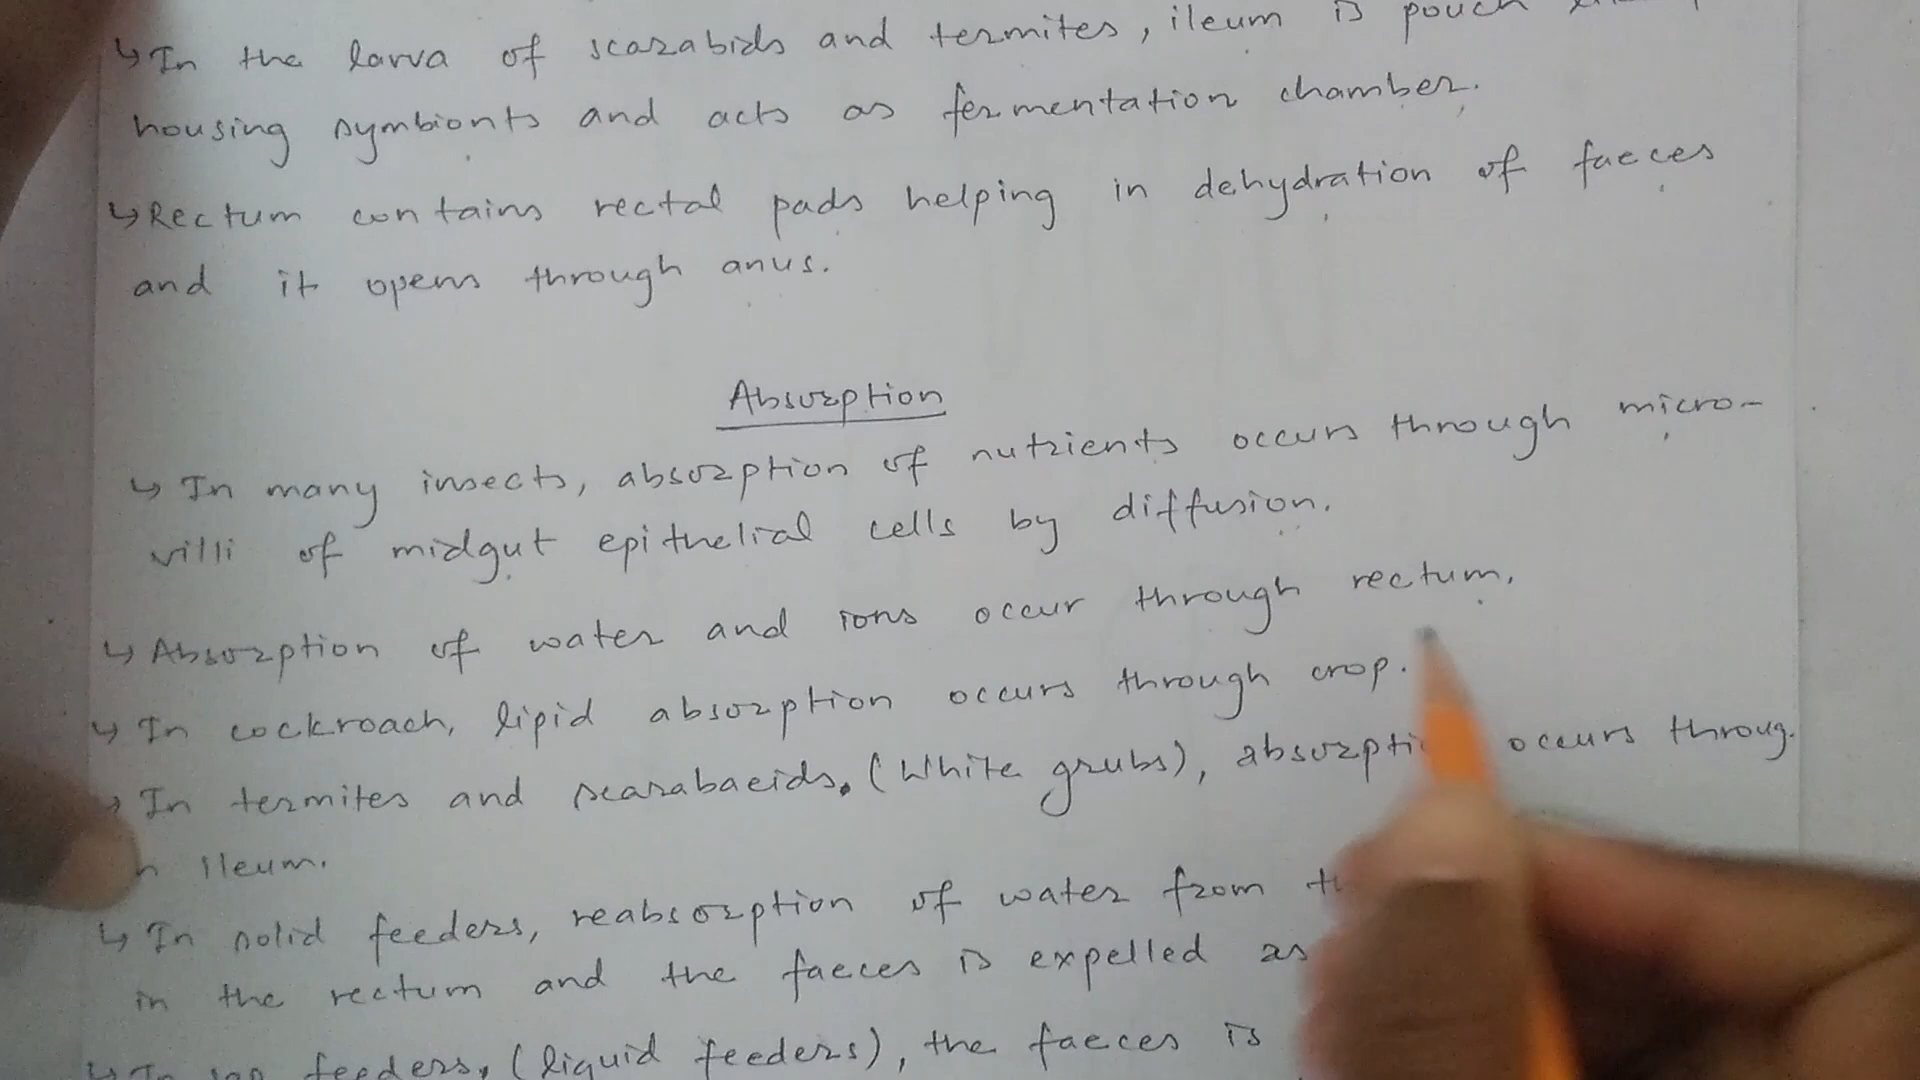 ↳ In the larva of scarabids and termites, ileum is pouch
housing symbionts and acts as fermentation chamber.
↳ Rectum contains rectal pads helping in dehydration of faeces
and it opens through anus.
Absorption
↳ In many insects, absorption of nutrients occurs through micro-
villi of midgut epithelial cells by diffusion.
↳ Absorption of water and ions occur through rectum.
↳ In cockroach, lipid absorption occurs through crop.
↳ In termites and scarabaeids, (White grubs), absorpti occurs throug
h ileum.
↳ In solid feeders, reabsorption of water from
in the rectum and the faeces is expelled as
↳ In sap feeders, (liquid feeders), the faeces is